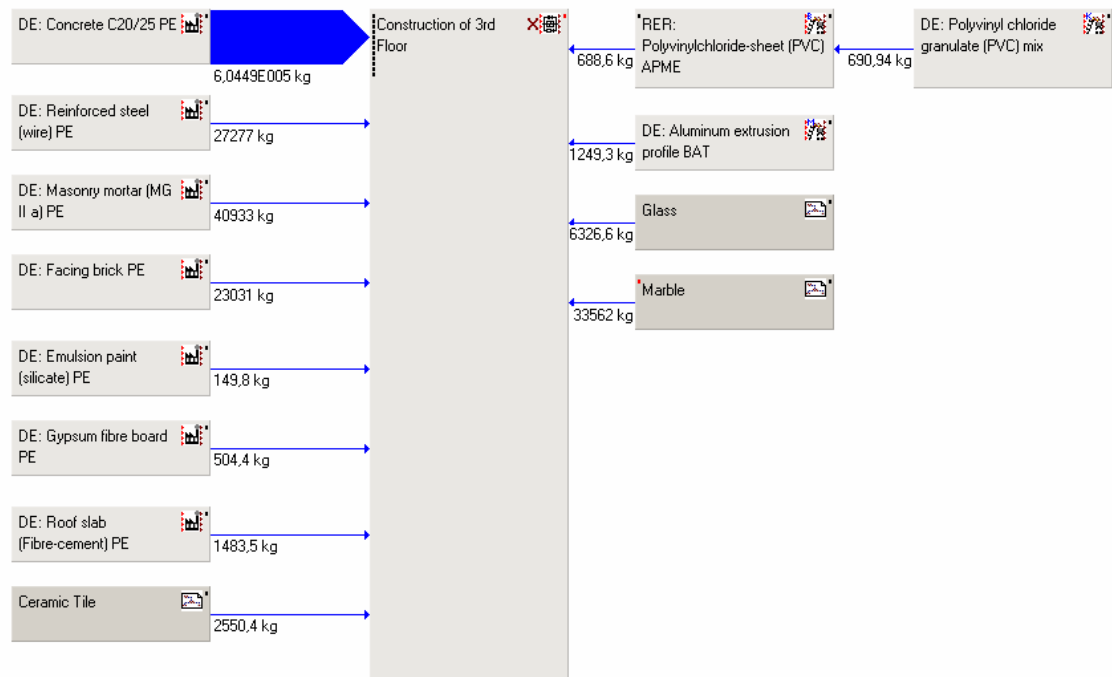 DE: Concrete C20/25 PE
6,0449E005 kg
DE: Reinforced steel
(wire) PE
27277 kg
DE: Masonry mortar (MG
II a) PE
40933 kg
DE: Facing brick PE
23031 kg
DE: Emulsion paint
(silicate) PE
149,8 kg
DE: Gypsum fibre board
PE
504,4 kg
DE: Roof slab
(Fibre-cement) PE
1483,5 kg
Ceramic Tile
2550,4 kg
Construction of 3rd
Floor
RER:
Polyvinylchloride-sheet (PVC)
APME
688,6 kg
DE: Polyvinyl chloride
granulate (PVC) mix
690,94 kg
DE: Aluminum extrusion
profile BAT
1249,3 kg
Glass
6326,6 kg
Marble
33562 kg